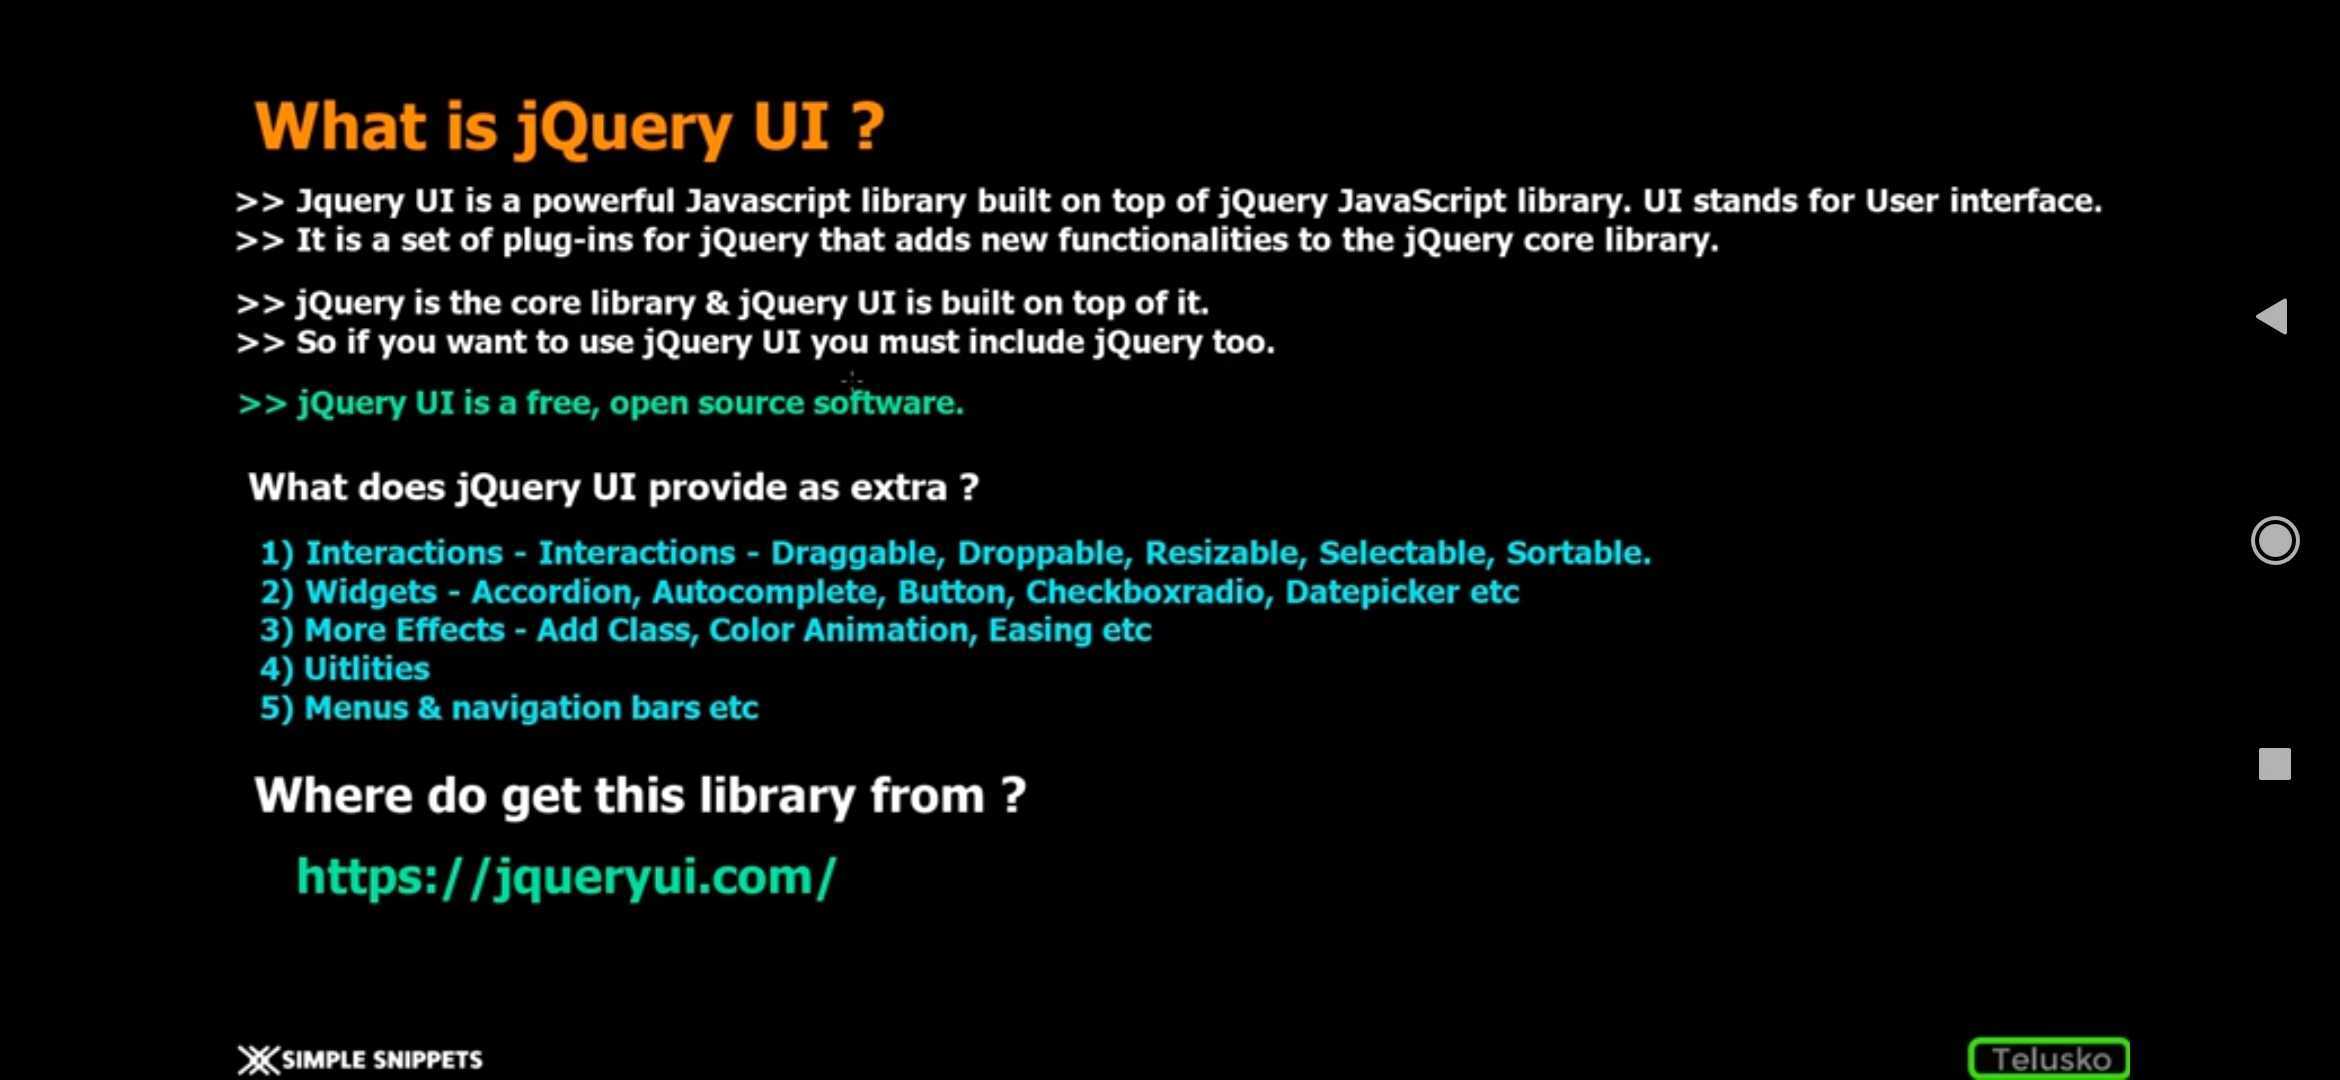 What is jQuery UI ?
>> Jquery UI is a powerful Javascript library built on top of jQuery JavaScript library. UI stands for User interface.
>> It is a set of plug-ins for jQuery that adds new functionalities to the jQuery core library.
>> jQuery is the core library & jQuery UI is built on top of it.
>> So if you want to use jQuery UI you must include jQuery too.
>> jQuery UI is a free, open source software.
What does jQuery UI provide as extra ?
1) Interactions - Interactions - Draggable, Droppable, Resizable, Selectable, Sortable.
2) Widgets - Accordion, Autocomplete, Button, Checkboxradio, Datepicker etc
3) More Effects - Add Class, Color Animation, Easing etc
4) Uitlities
5) Menus & navigation bars etc
Where do get this library from ?
https://jqueryui.com/
SIMPLE SNIPPETS
Telusko